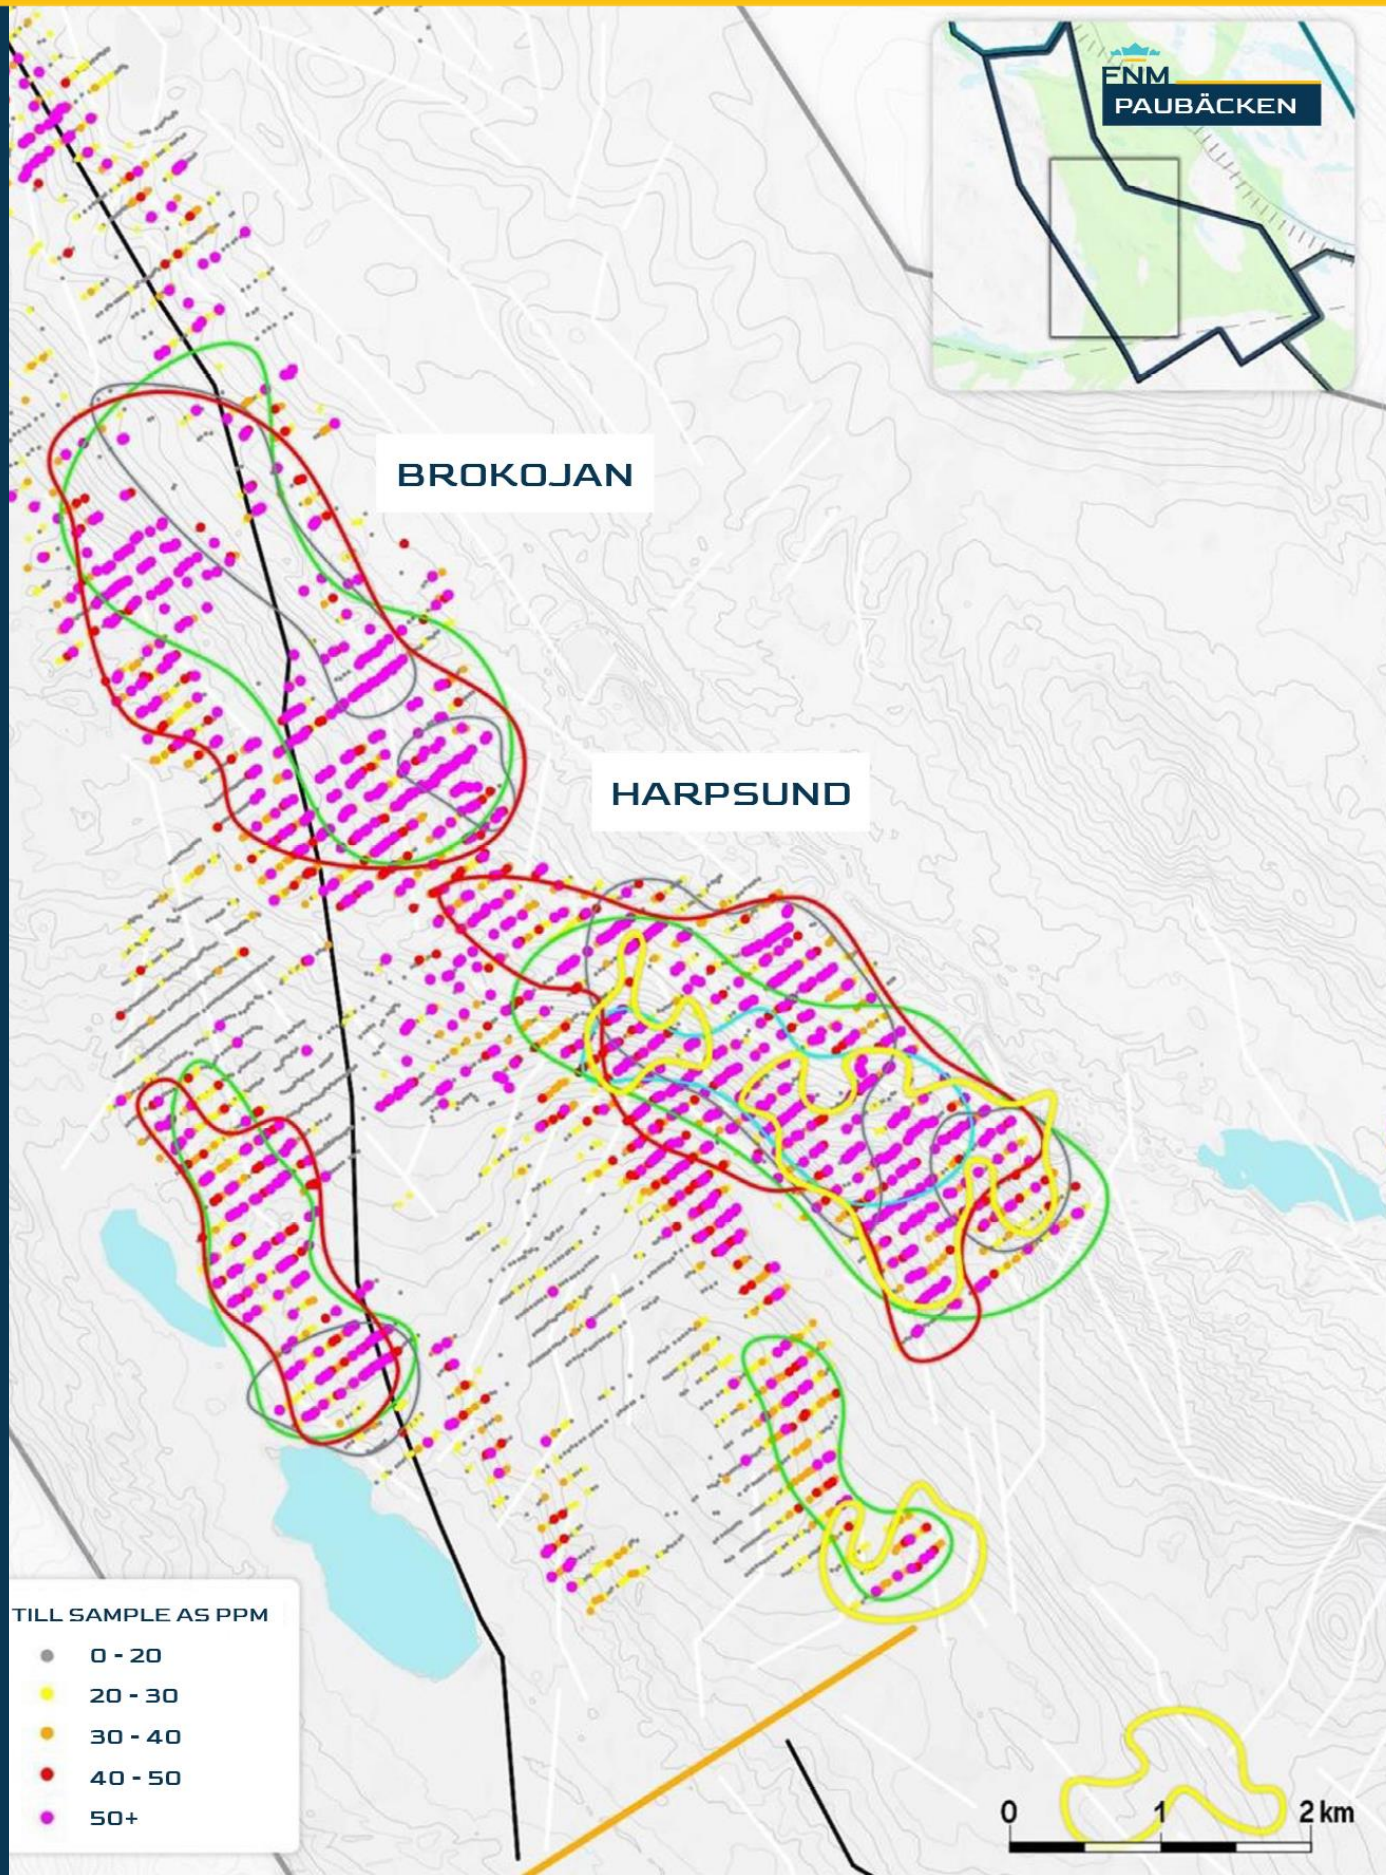 FNM
PAUBÄCKEN
BROKOJAN
HARPSUND
TILL SAMPLE AS PPM
0 - 20
20 - 30
30 - 40
40 - 50
50+
0 1 2 km